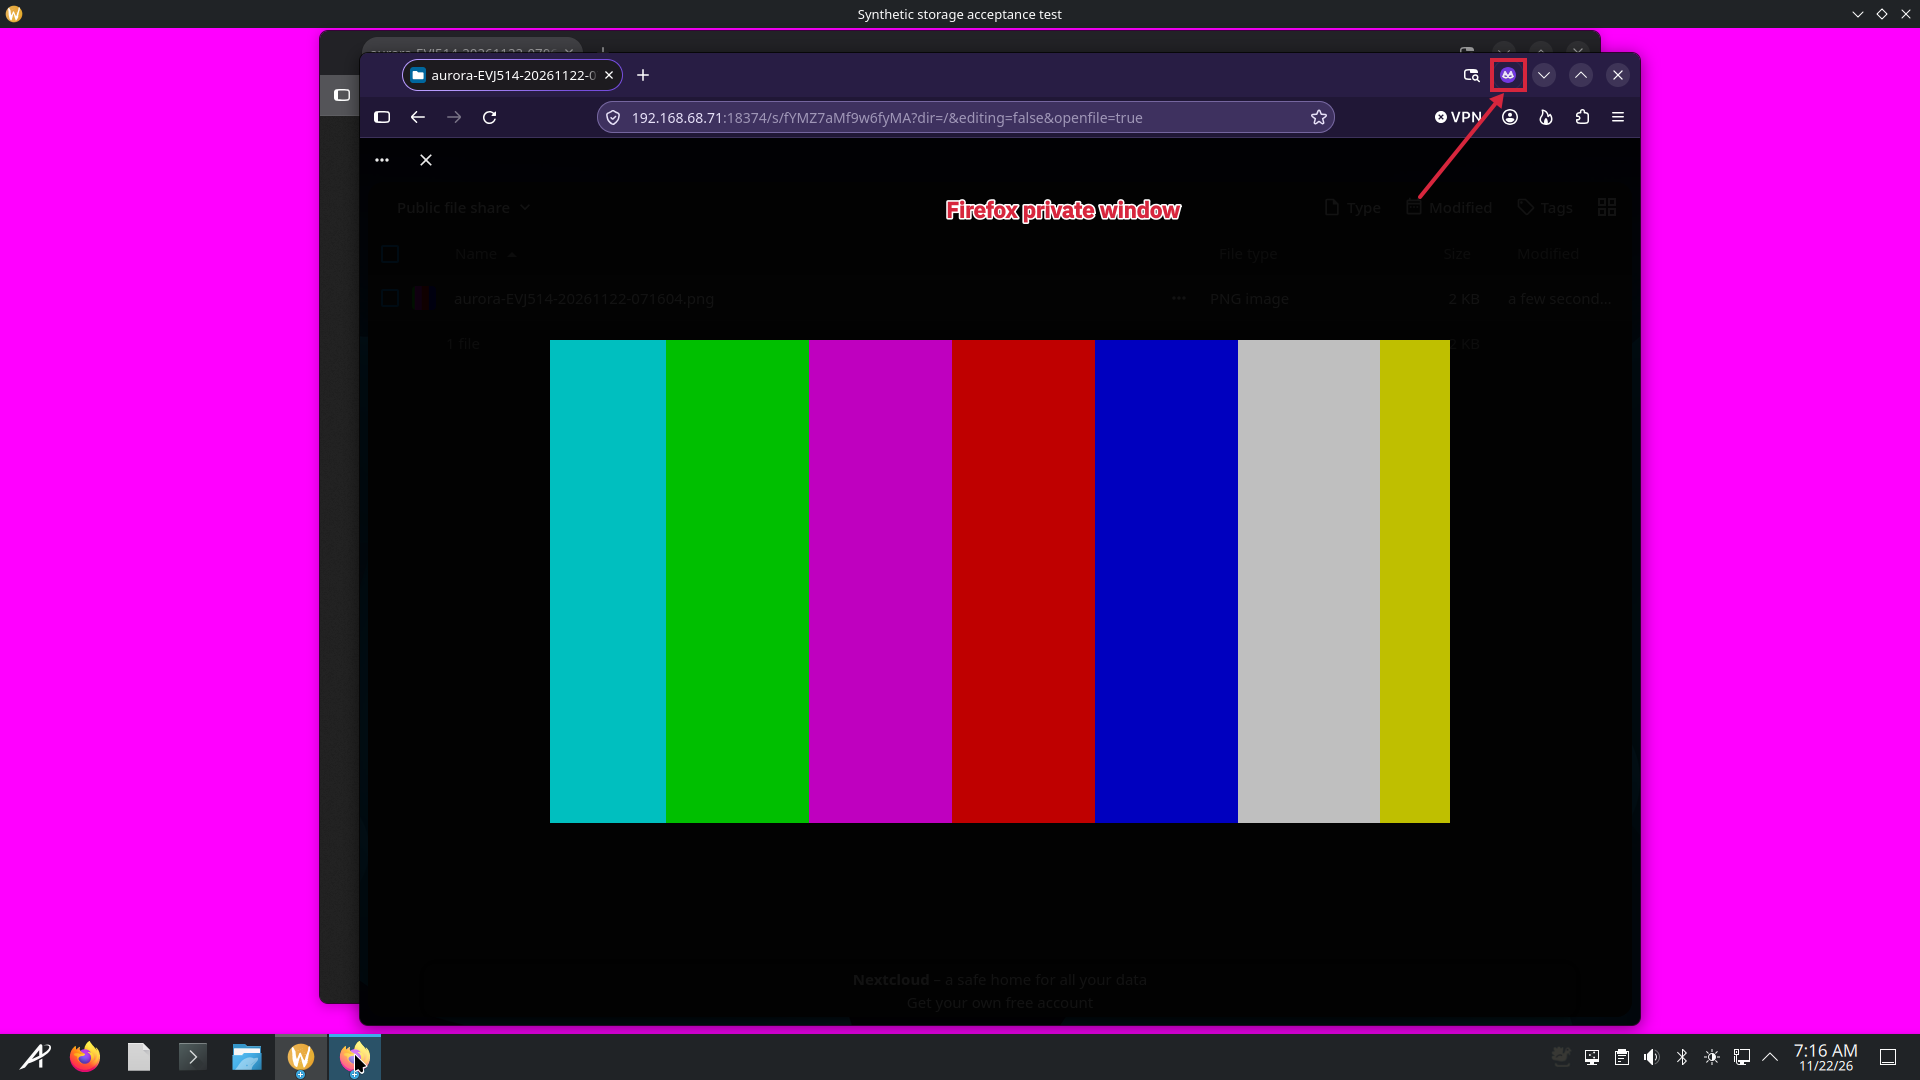 Synthetic storage acceptance test
aurora-EVJ514-20261122-0
192.168.68.71:18374/s/fYMZ7aMf9w6fyMA?dir=/&editing=false&openfile=true
VPN
Firefox private window
Public file share
Type
Modified
Tags
Name
File type
Size
Modified
aurora-EVJ514-20261122-071604.png
PNG image
2 KB
a few second...
1 file
KB
Nextcloud – a safe home for all your data
Get your own free account
7:16 AM
11/22/26